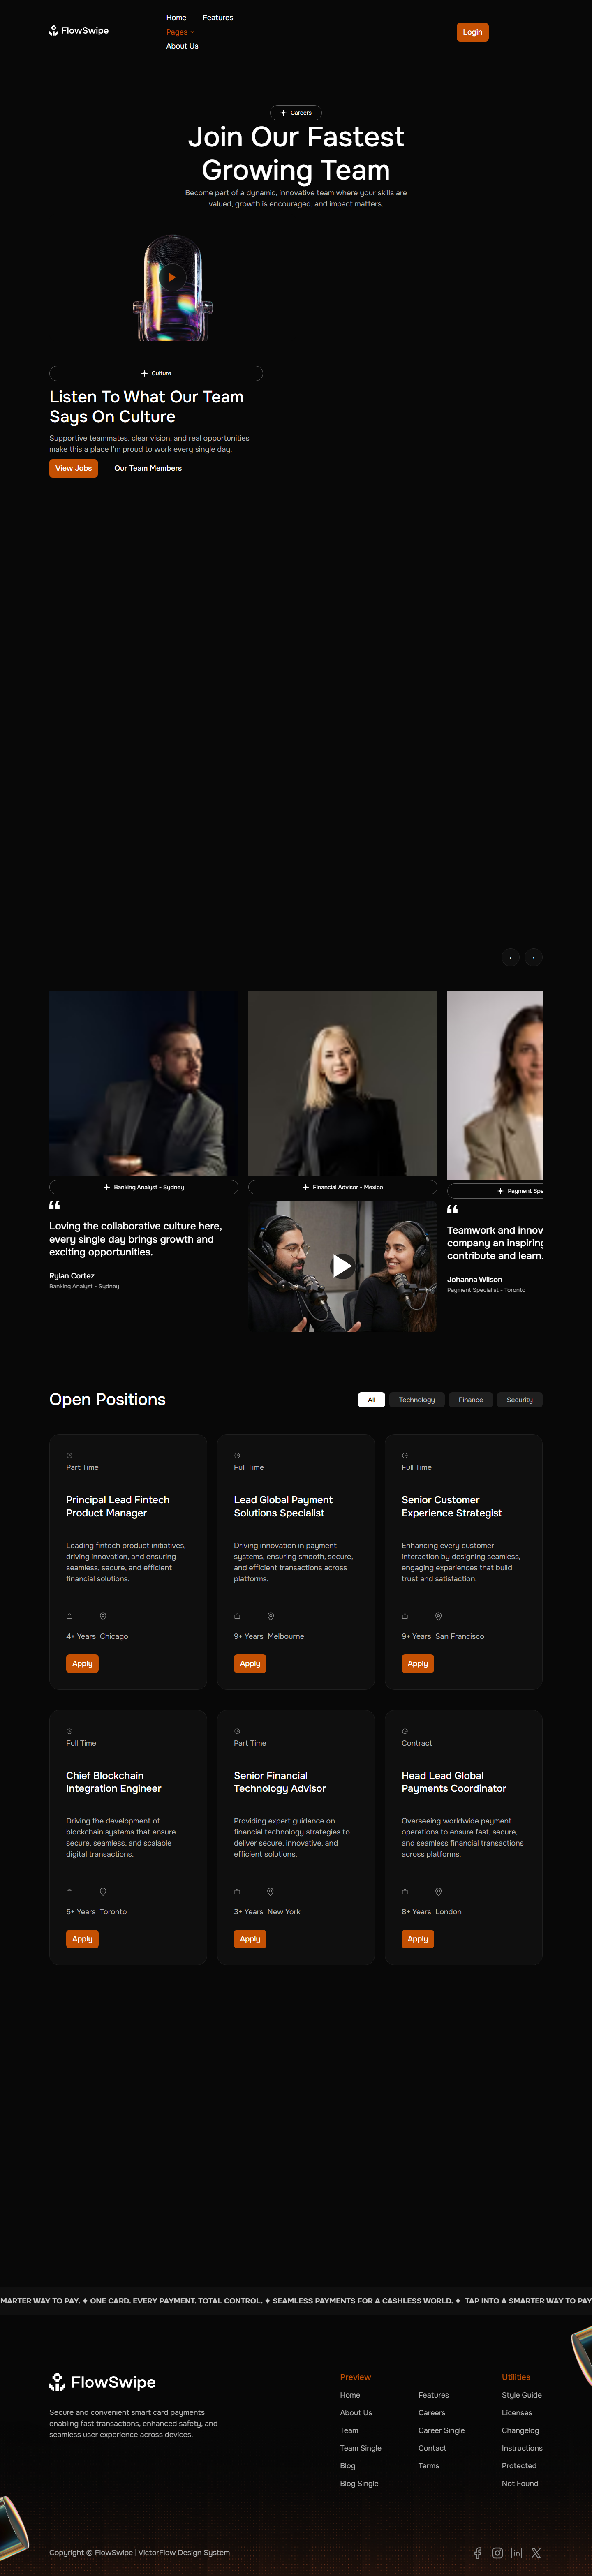 FlowSwipe
Home Features
Pages
About Us
Login
Careers
Join Our Fastest
Growing Team
Become part of a dynamic, innovative team where your skills are
valued, growth is encouraged, and impact matters.
Culture
Listen To What Our Team
Says On Culture
Supportive teammates, clear vision, and real opportunities
make this a place I'm proud to work every single day.
View Jobs Our Team Members
‹ ›
Banking Analyst - Sydney
“
Loving the collaborative culture here,
every single day brings growth and
exciting opportunities.
Rylan Cortez
Banking Analyst - Sydney
Financial Advisor - Mexico
Payment Spe
“
Teamwork and innov
company an inspiring
contribute and learn.
Johanna Wilson
Payment Specialist - Toronto
Open Positions
All Technology Finance Security
Part Time
Principal Lead Fintech
Product Manager
Leading fintech product initiatives,
driving innovation, and ensuring
seamless, secure, and efficient
financial solutions.
4+ Years Chicago
Apply
Full Time
Lead Global Payment
Solutions Specialist
Driving innovation in payment
systems, ensuring smooth, secure,
and efficient transactions across
platforms.
9+ Years Melbourne
Apply
Full Time
Senior Customer
Experience Strategist
Enhancing every customer
interaction by designing seamless,
engaging experiences that build
trust and satisfaction.
9+ Years San Francisco
Apply
Full Time
Chief Blockchain
Integration Engineer
Driving the development of
blockchain systems that ensure
secure, seamless, and scalable
digital transactions.
5+ Years Toronto
Apply
Part Time
Senior Financial
Technology Advisor
Providing expert guidance on
financial technology strategies to
deliver secure, innovative, and
efficient solutions.
3+ Years New York
Apply
Contract
Head Lead Global
Payments Coordinator
Overseeing worldwide payment
operations to ensure fast, secure,
and seamless financial transactions
across platforms.
8+ Years London
Apply
MARTER WAY TO PAY. ✦ ONE CARD. EVERY PAYMENT. TOTAL CONTROL. ✦ SEAMLESS PAYMENTS FOR A CASHLESS WORLD. ✦ TAP INTO A SMARTER WAY TO PAY
FlowSwipe
Secure and convenient smart card payments
enabling fast transactions, enhanced safety, and
seamless user experience across devices.
Preview
Home
About Us
Team
Team Single
Blog
Blog Single
Features
Careers
Career Single
Contact
Terms
Utilities
Style Guide
Licenses
Changelog
Instructions
Protected
Not Found
Copyright © FlowSwipe | VictorFlow Design System